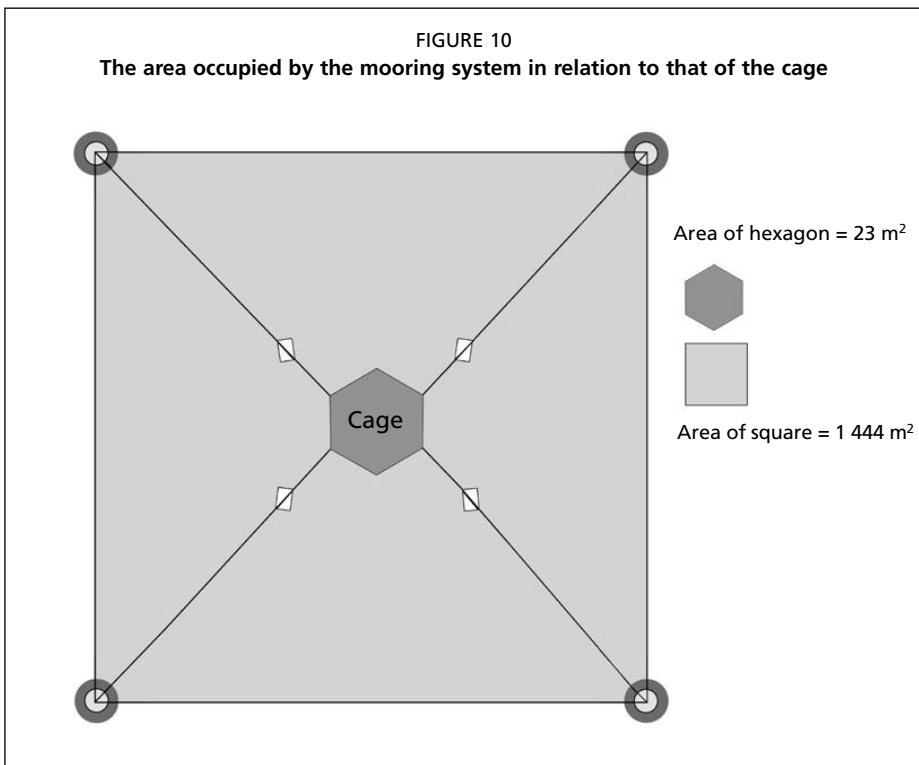 FIGURE 10
The area occupied by the mooring system in relation to that of the cage
Area of hexagon = 23 m²
Cage
Area of square = 1 444 m²